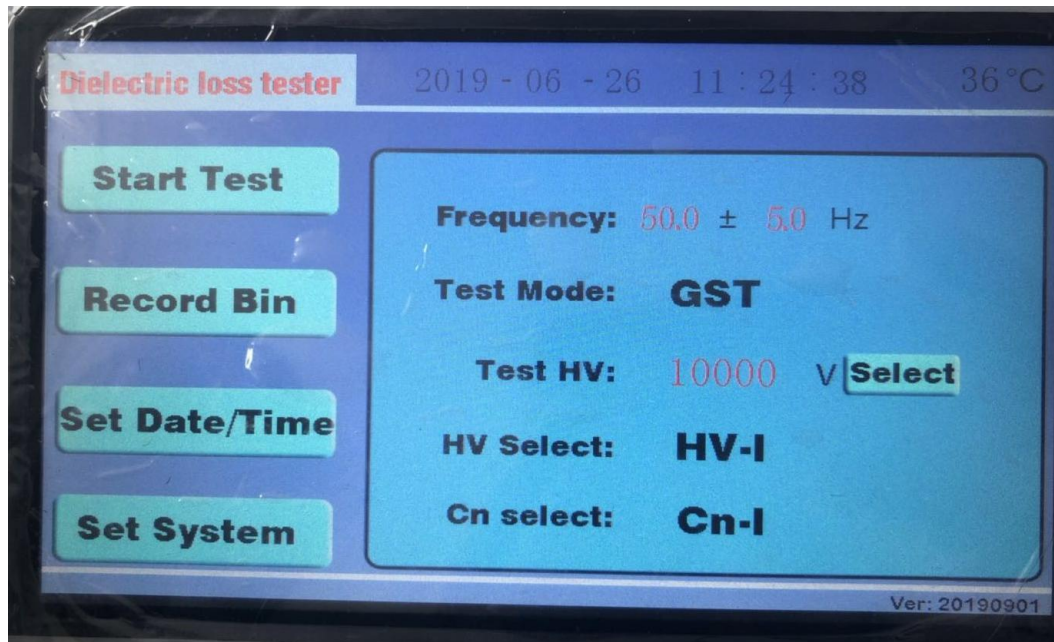 Dielectric loss tester 2019 - 06 - 26 11 : 24 : 38 36°C
Start Test
Record Bin
Set Date/Time
Set System
Frequency: 50.0 ± 5.0 Hz
Test Mode: GST
Test HV: 10000 V Select
HV Select: HV-I
Cn select: Cn-I
Ver: 20190901